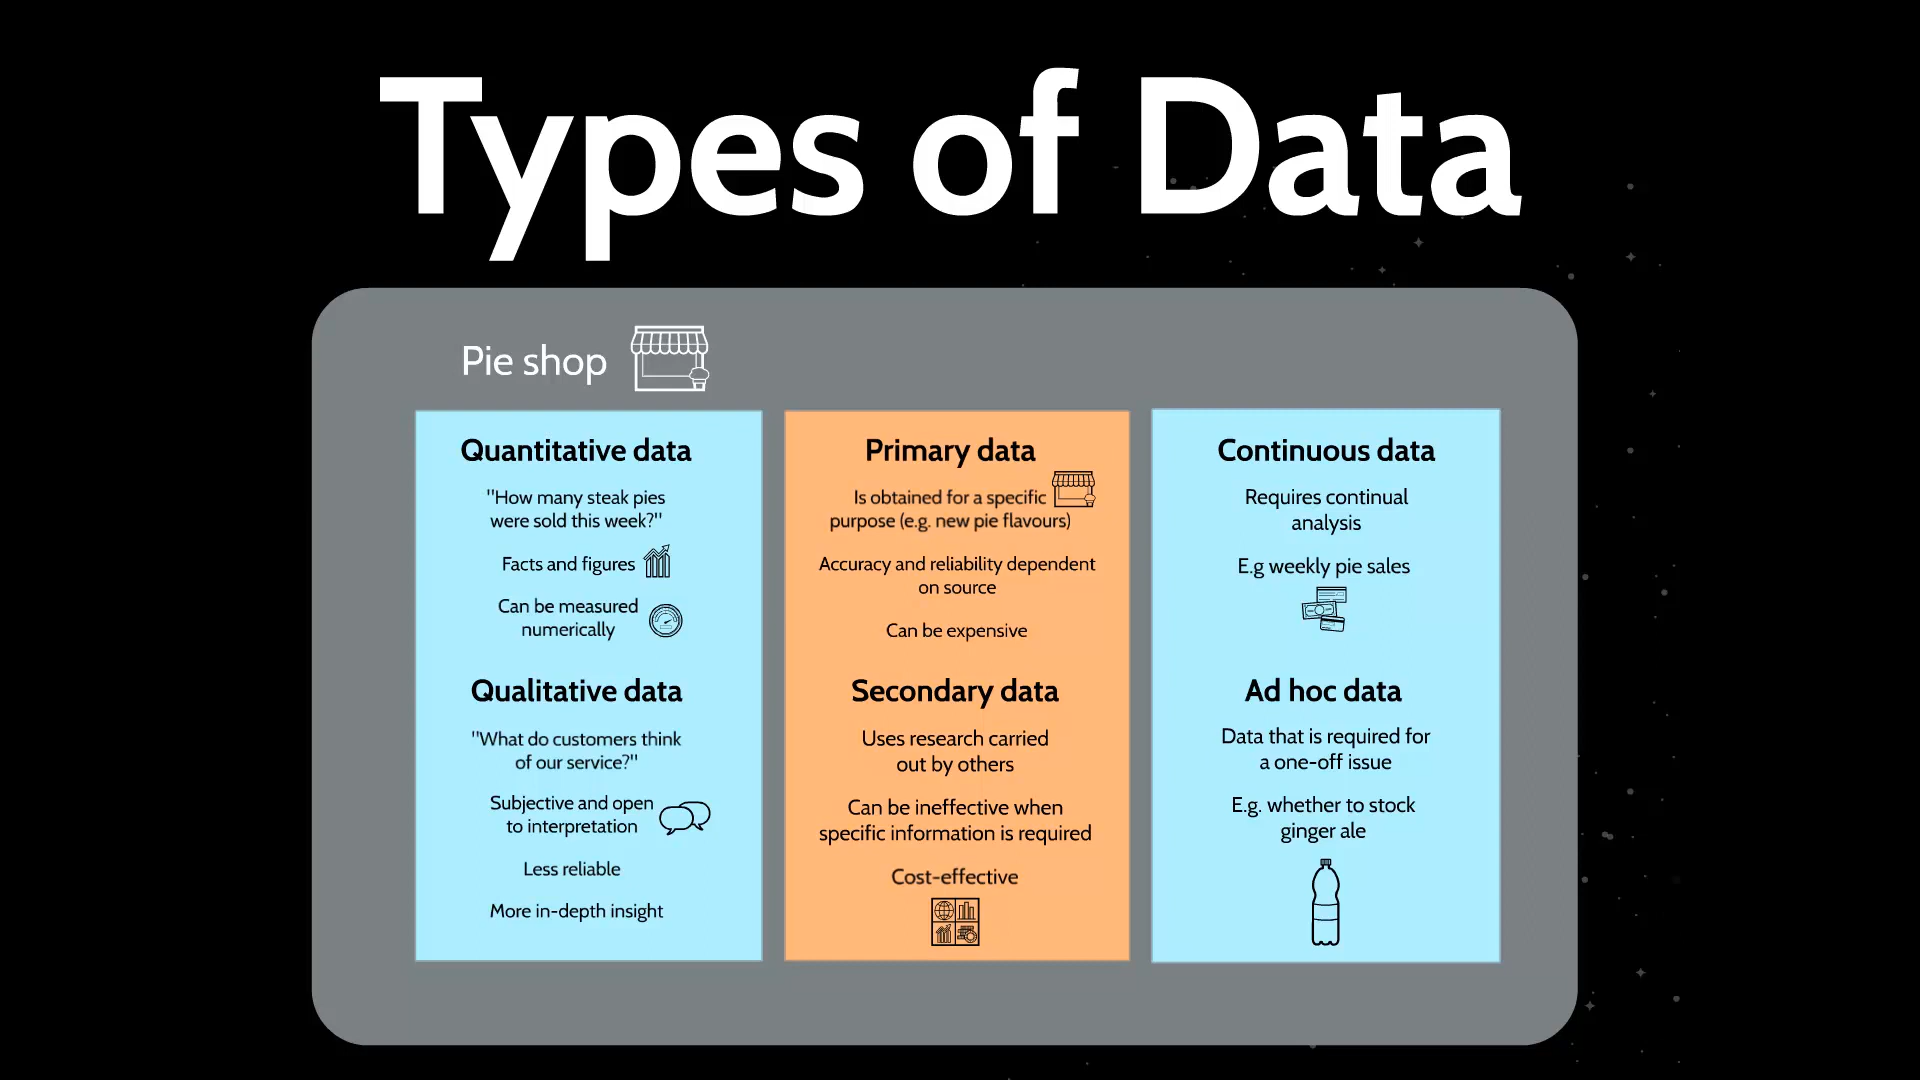 Types of Data
Pie shop
Quantitative data
"How many steak pies
were sold this week?"
Facts and figures
Can be measured
numerically
Qualitative data
"What do customers think
of our service?"
Subjective and open
to interpretation
Less reliable
More in-depth insight
Primary data
Is obtained for a specific
purpose (e.g. new pie flavours)
Accuracy and reliability dependent
on source
Can be expensive
Secondary data
Uses research carried
out by others
Can be ineffective when
specific information is required
Cost-effective
Continuous data
Requires continual
analysis
E.g weekly pie sales
Ad hoc data
Data that is required for
a one-off issue
E.g. whether to stock
ginger ale